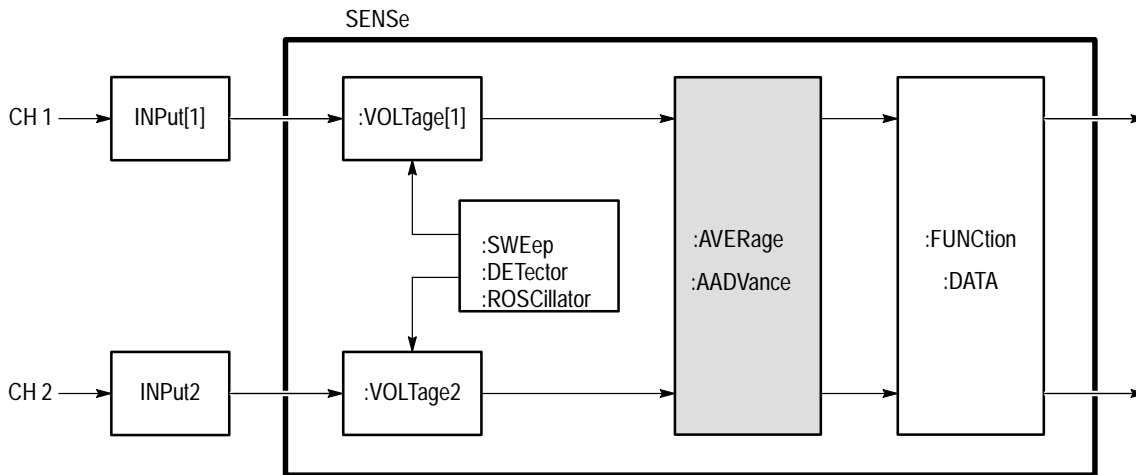 SENSe
CH 1
INPut[1]
:VOLTage[1]
:SWEep
:DETector
:ROSCillator
:AVERage
:AADVance
:FUNCtion
:DATA
CH 2
INPut2
:VOLTage2